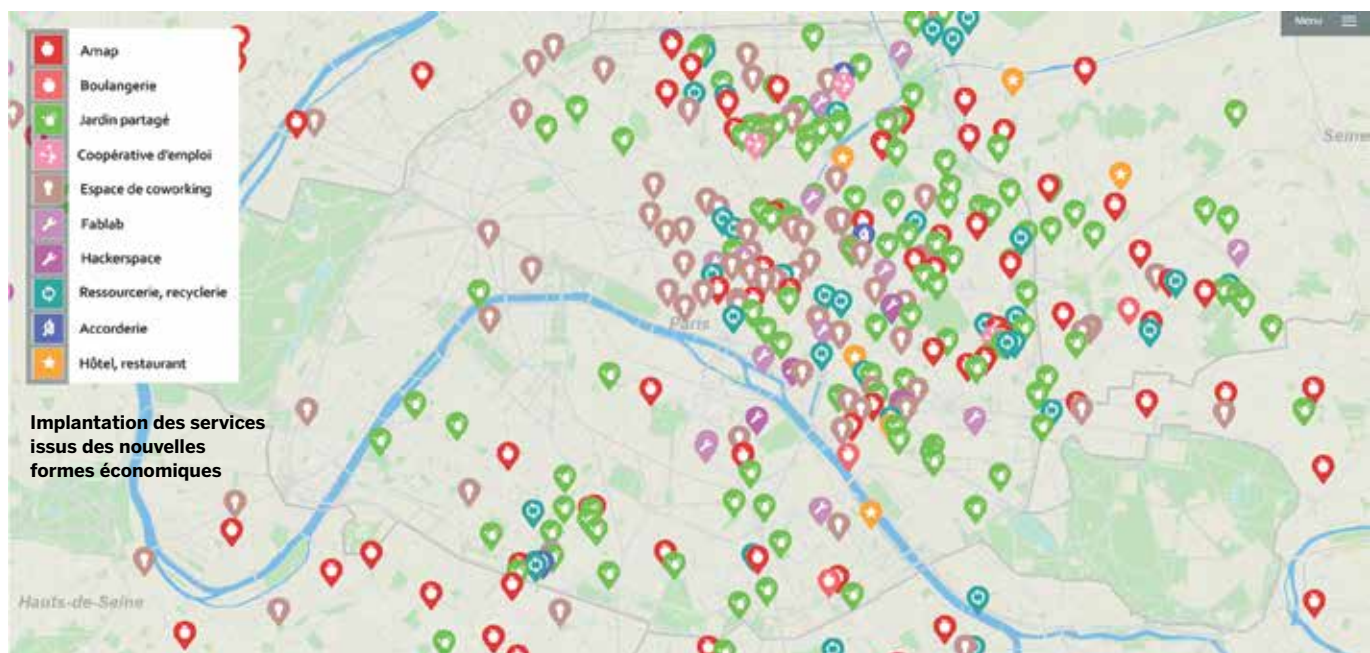 Menu
Amap
Boulangerie
Jardin partagé
Coopérative d'emploi
Espace de coworking
Fablab
Hackerspace
Ressourcerie, recyclerie
Accorderie
Hôtel, restaurant
Implantation des services
issus des nouvelles
formes économiques
Paris
Seine
Hauts-de-Seine